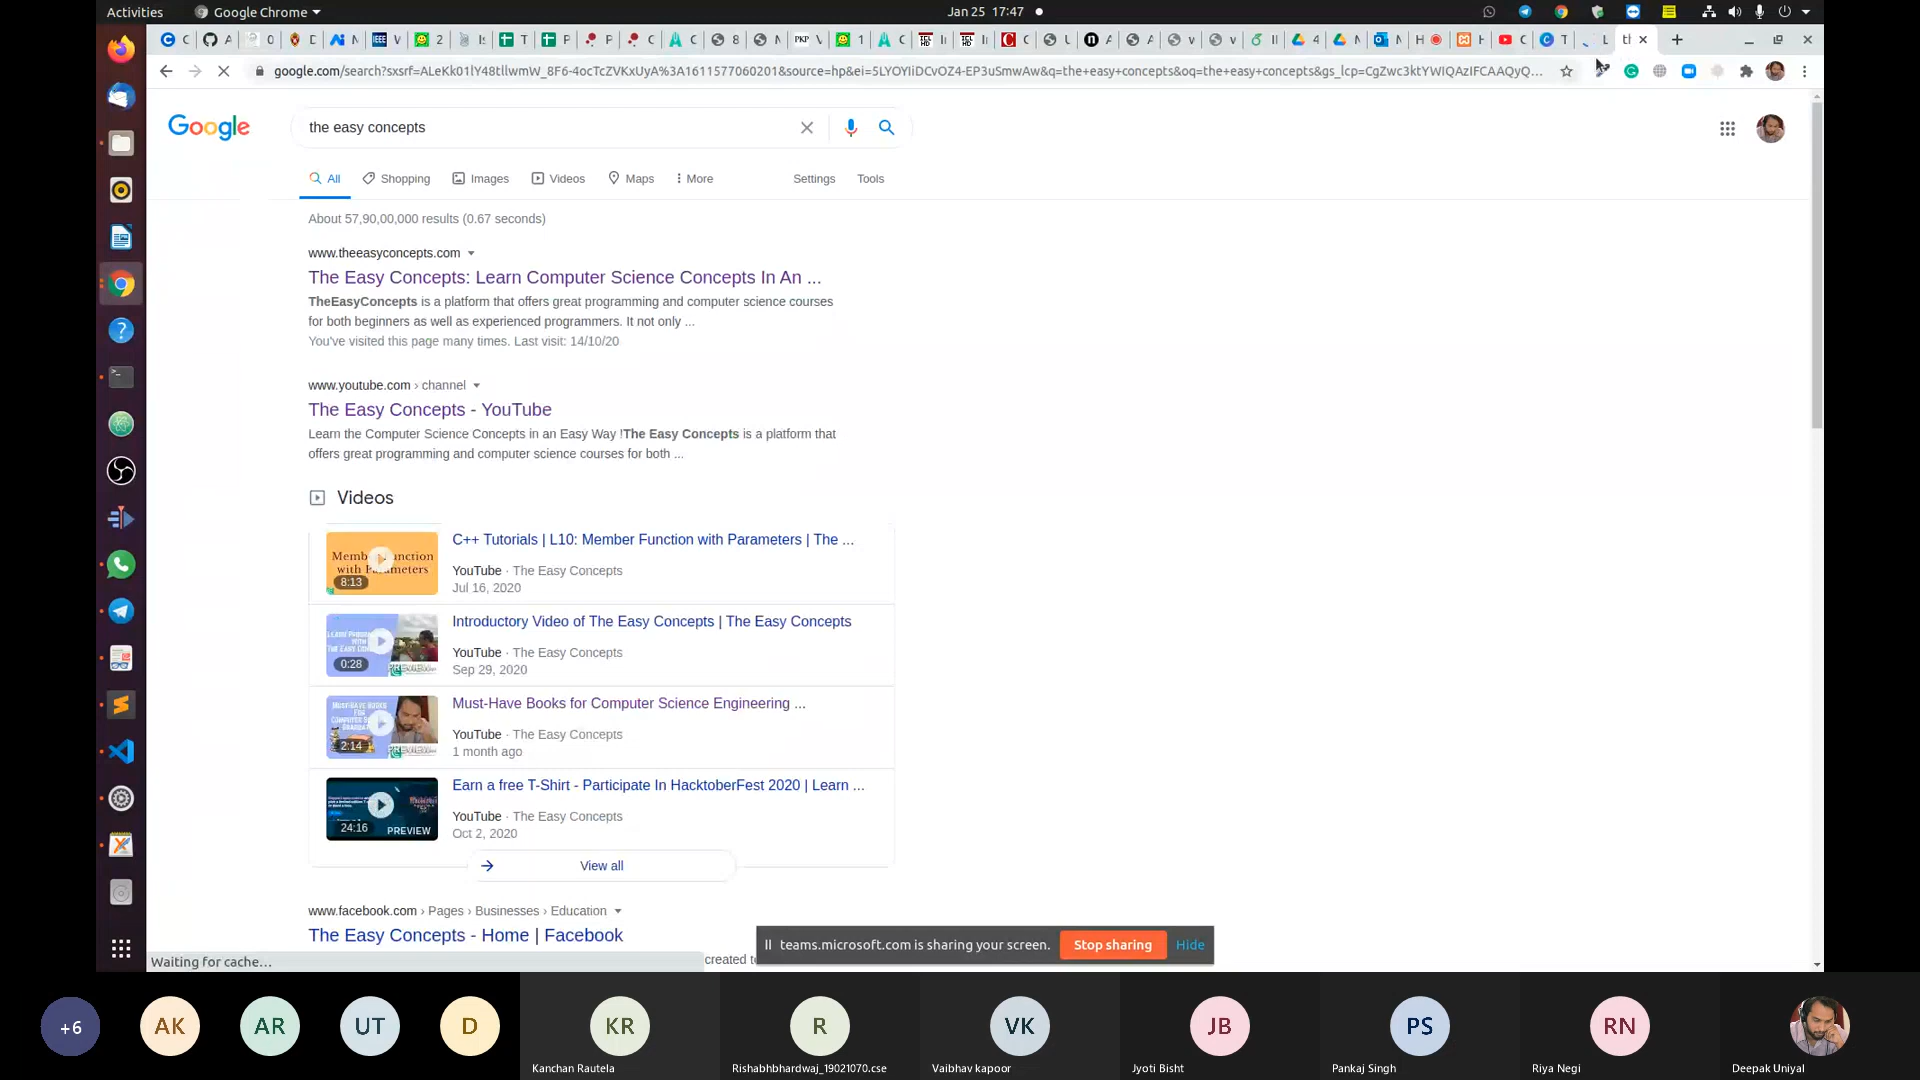 Activities
Google Chrome
Jan 25 17:47
google.com/search?sxsrf=ALeKk01lY48tllwmW_8F6-4ocTcZVKxUyA%3A1611577060201&source=hp&ei=5LYOYIiDCvOZ4-EP3uSmwAw&q=the+easy+concepts&oq=the+easy+concepts&gs_lcp=CgZwc3ktYWIQAzIFCAAQyQ...
Google
the easy concepts
All
Shopping
Images
Videos
Maps
More
Settings
Tools
About 57,90,00,000 results (0.67 seconds)
www.theeasyconcepts.com
The Easy Concepts: Learn Computer Science Concepts In An ...
TheEasyConcepts is a platform that offers great programming and computer science courses
for both beginners as well as experienced programmers. It not only ...
You've visited this page many times. Last visit: 14/10/20
www.youtube.com › channel
The Easy Concepts - YouTube
Learn the Computer Science Concepts in an Easy Way !The Easy Concepts is a platform that
offers great programming and computer science courses for both ...
Videos
8:13
C++ Tutorials | L10: Member Function with Parameters | The ...
YouTube · The Easy Concepts
Jul 16, 2020
0:28
Introductory Video of The Easy Concepts | The Easy Concepts
YouTube · The Easy Concepts
Sep 29, 2020
2:14
Must-Have Books for Computer Science Engineering ...
YouTube · The Easy Concepts
1 month ago
24:16
PREVIEW
Earn a free T-Shirt - Participate In HacktoberFest 2020 | Learn ...
YouTube · The Easy Concepts
Oct 2, 2020
View all
www.facebook.com › Pages › Businesses › Education
The Easy Concepts - Home | Facebook
teams.microsoft.com is sharing your screen.
Stop sharing
Hide
Waiting for cache...
created
+6
AK
AR
UT
D
KR
R
VK
JB
PS
RN
Kanchan Rautela
Rishabhbhardwaj_19021070.cse
Vaibhav kapoor
Jyoti Bisht
Pankaj Singh
Riya Negi
Deepak Uniyal